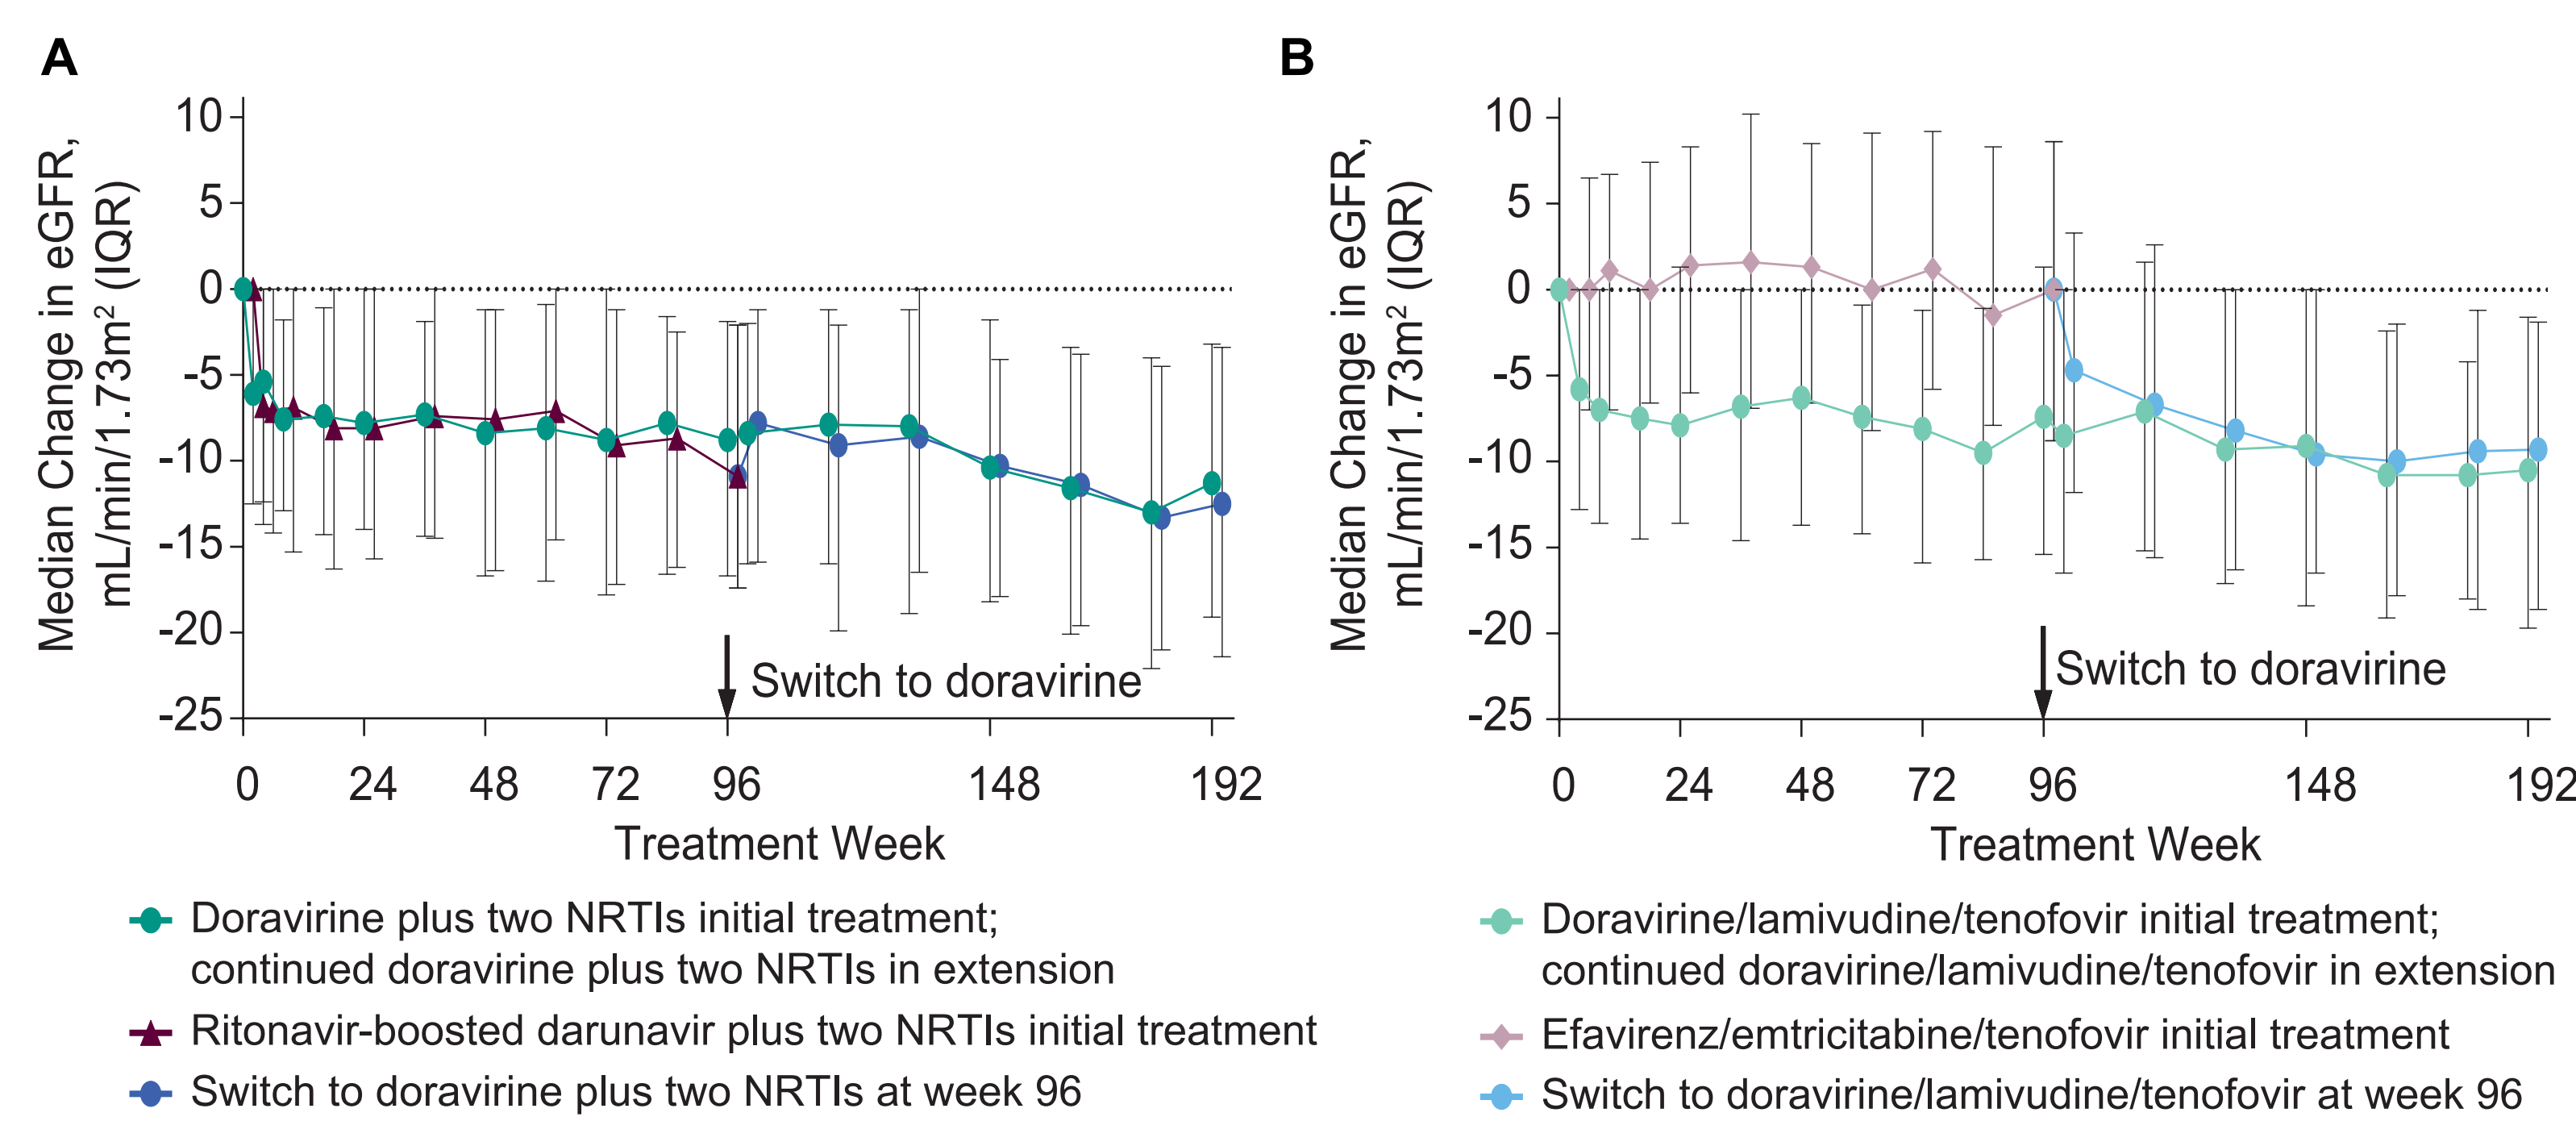 A
Median Change in eGFR,
mL/min/1.73m² (IQR)
10
5
0
-5
-10
-15
-20
-25
Switch to doravirine
0 24 48 72 96 148 192
Treatment Week
Doravirine plus two NRTIs initial treatment;
continued doravirine plus two NRTIs in extension
Ritonavir-boosted darunavir plus two NRTIs initial treatment
Switch to doravirine plus two NRTIs at week 96
B
Median Change in eGFR,
mL/min/1.73m² (IQR)
10
5
0
-5
-10
-15
-20
-25
Switch to doravirine
0 24 48 72 96 148 192
Treatment Week
Doravirine/lamivudine/tenofovir initial treatment;
continued doravirine/lamivudine/tenofovir in extension
Efavirenz/emtricitabine/tenofovir initial treatment
Switch to doravirine/lamivudine/tenofovir at week 96